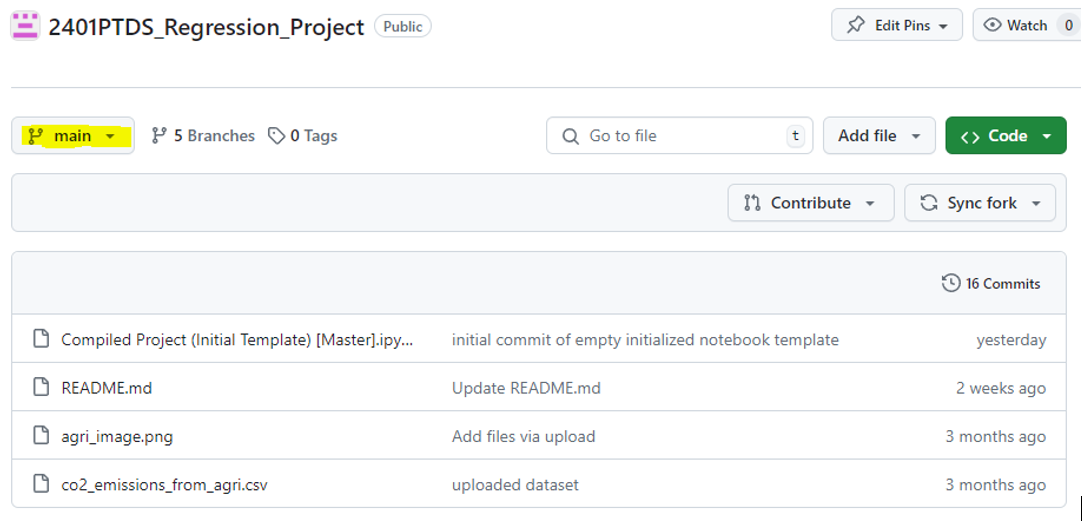 2401PTDS_Regression_Project Public Edit Pins Watch 0
main 5 Branches 0 Tags Go to file t Add file Code
Contribute Sync fork
16 Commits
Compiled Project (Initial Template) [Master].ipy... initial commit of empty initialized notebook template yesterday
README.md Update README.md 2 weeks ago
agri_image.png Add files via upload 3 months ago
co2_emissions_from_agri.csv uploaded dataset 3 months ago